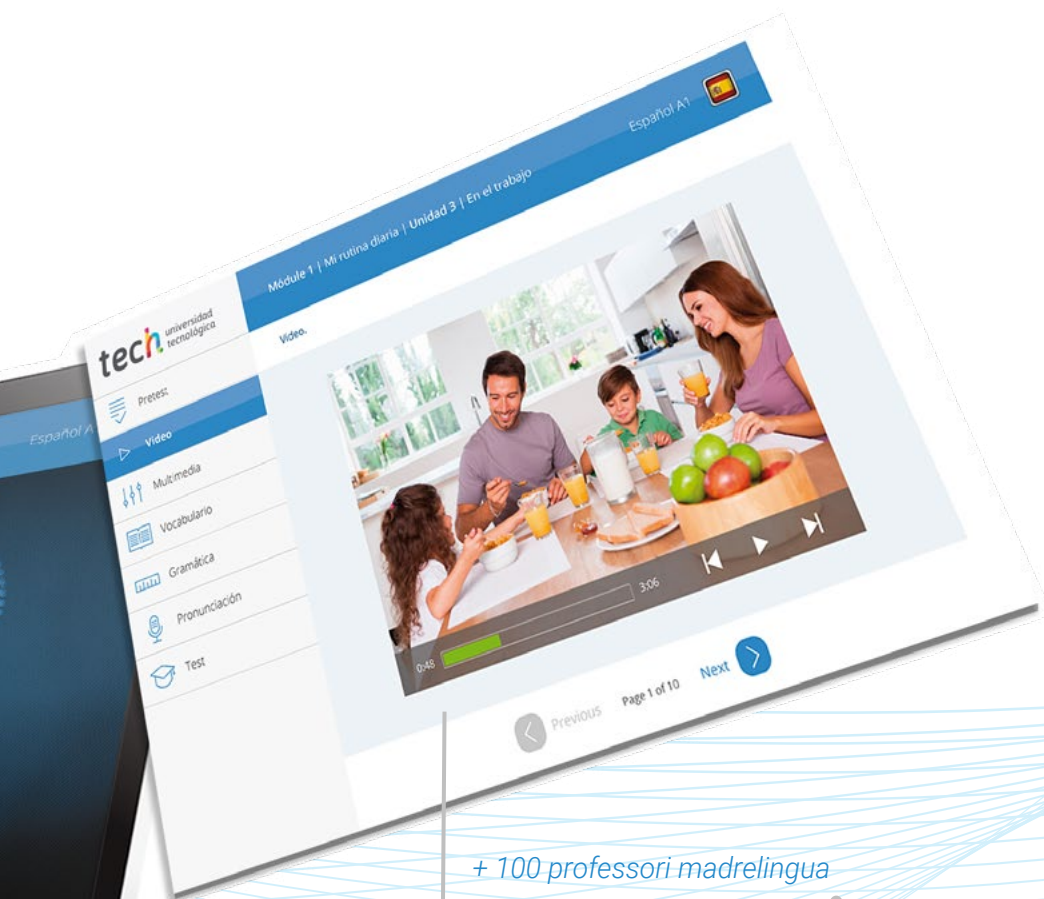 Español A1
Módule 1 | Mi rutina diaria | Unidad 3 | En el trabajo
tech universidad
tecnológica
Video.
Pretest
Video
Multimedia
Vocabulario
Gramática
Pronunciación
Test
0:48
3:06
Previous
Page 1 of 10
Next
Español A
+ 100 professori madrelingua